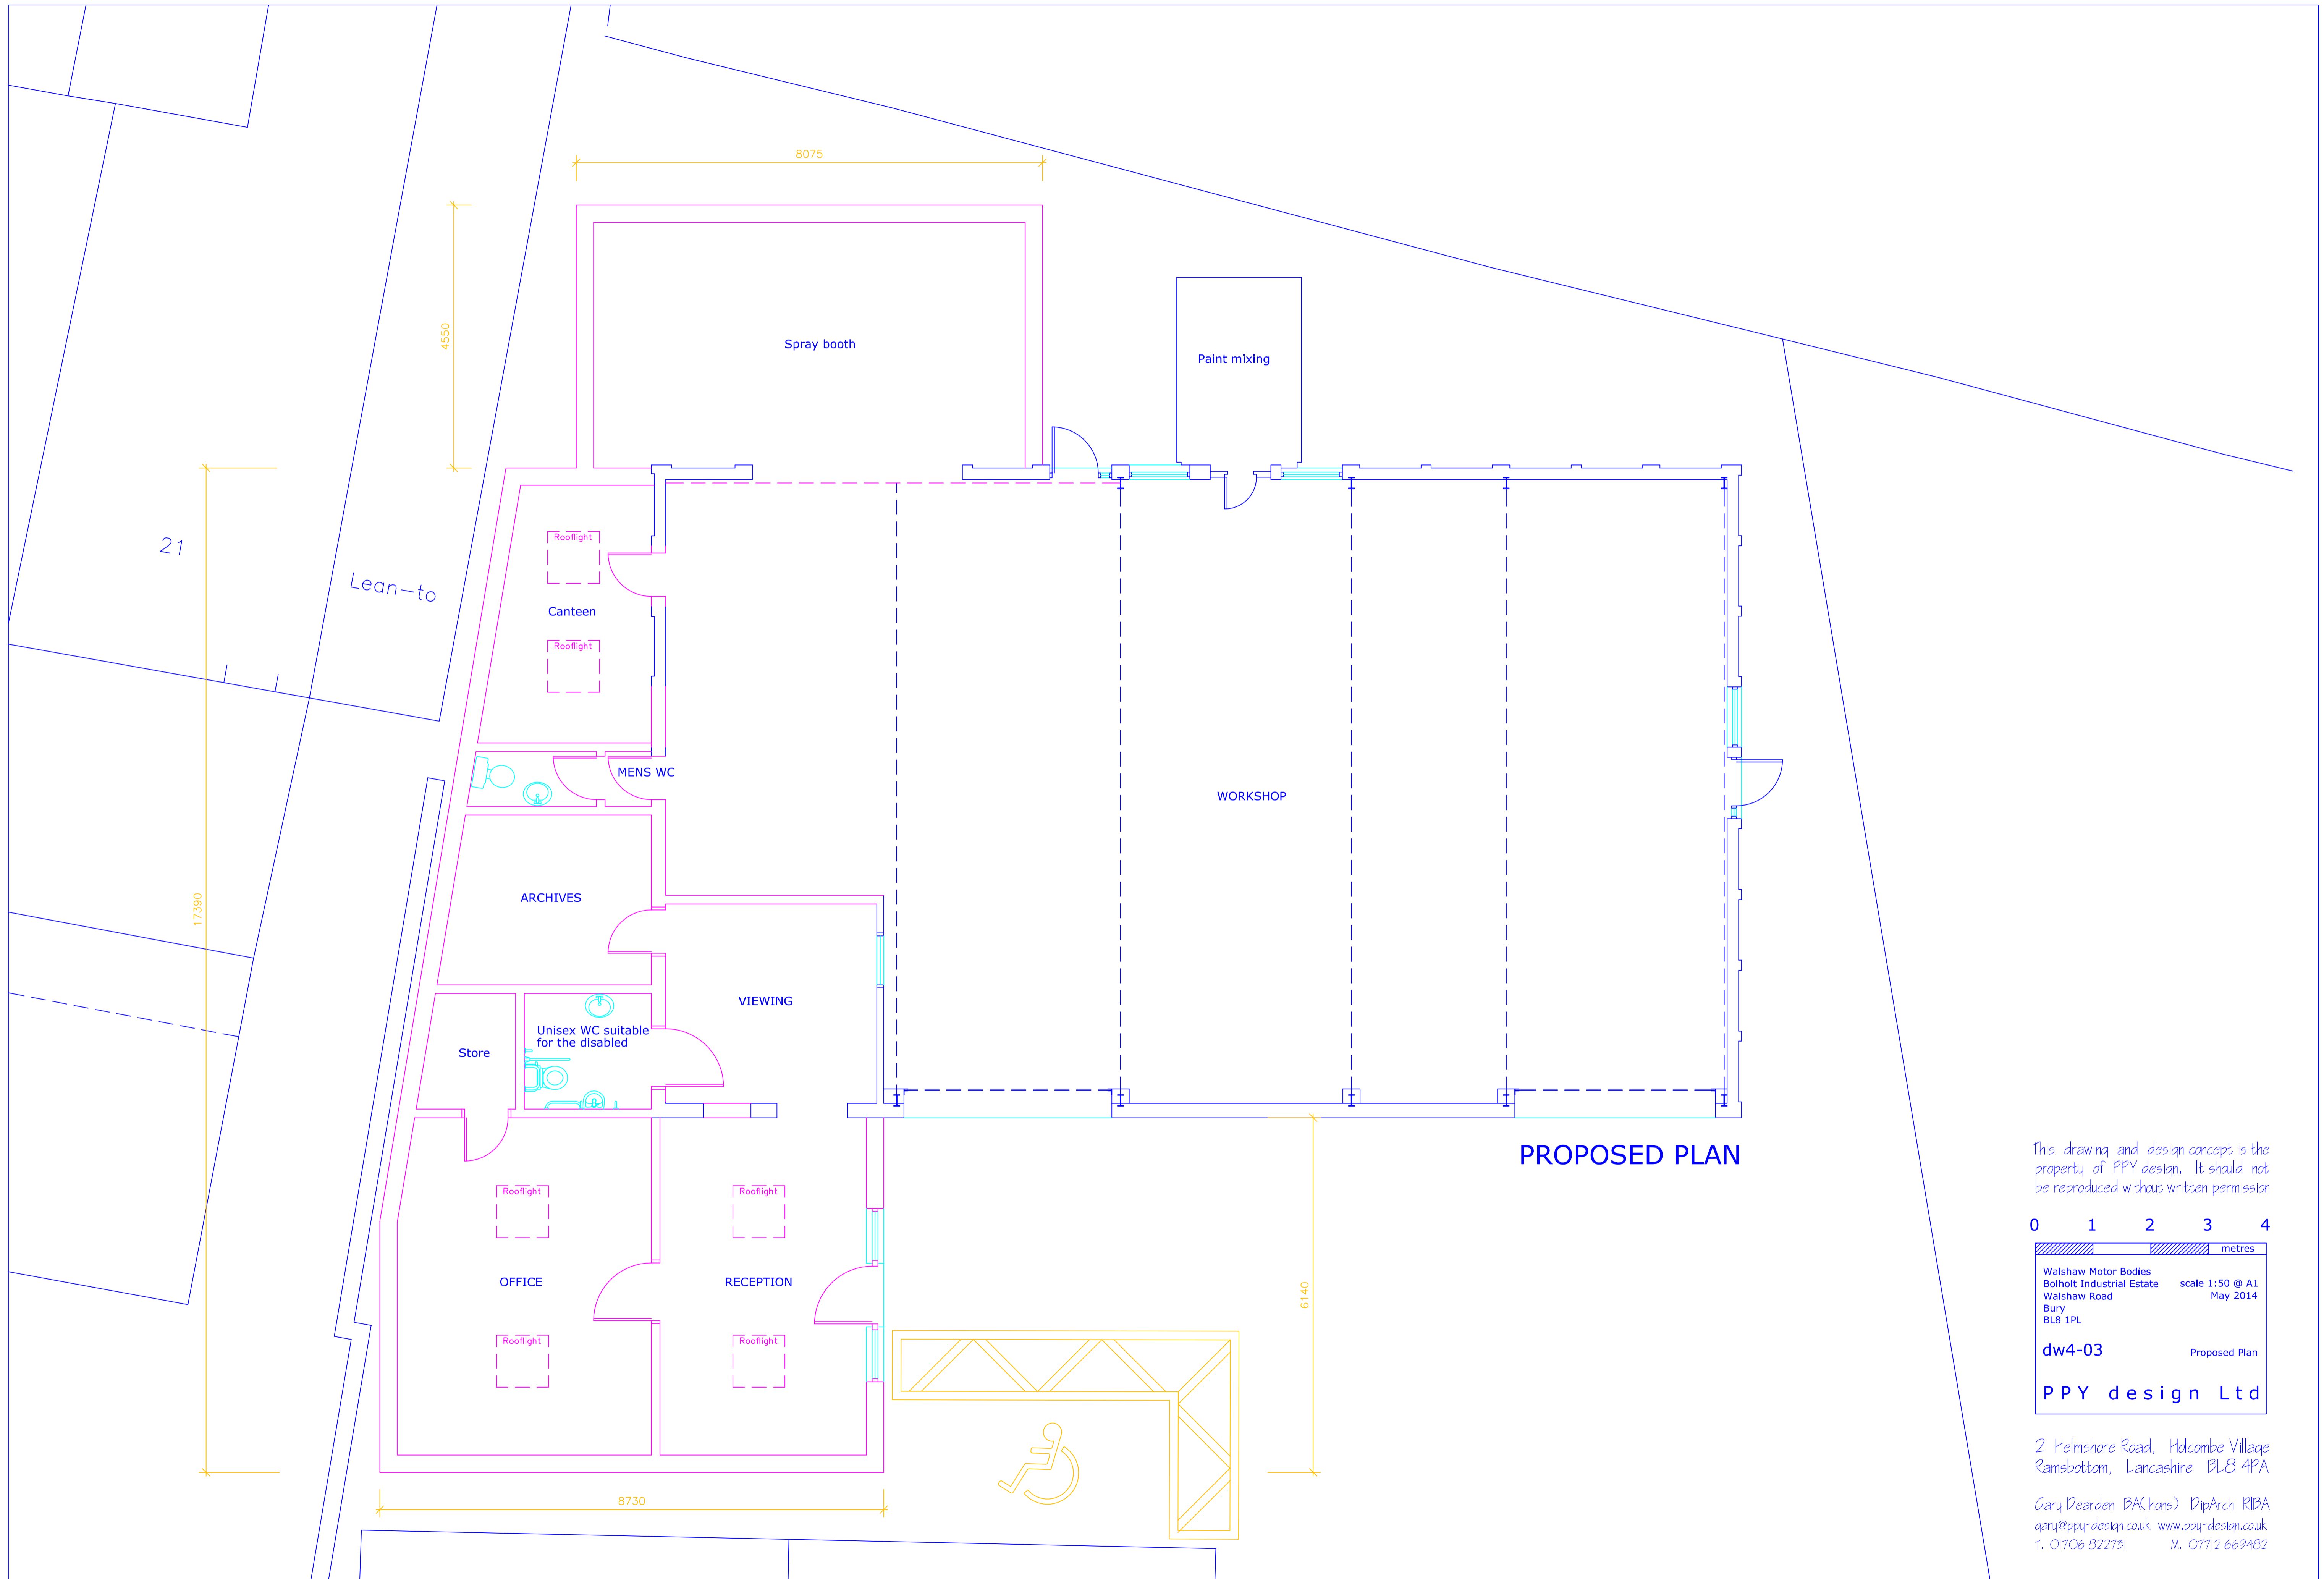 8075
4550
Spray booth
Paint mixing
21
Lean-to
Rooflight
Canteen
Rooflight
MENS WC
WORKSHOP
ARCHIVES
17390
VIEWING
Unisex WC suitable
for the disabled
Store
PROPOSED PLAN
Rooflight
Rooflight
OFFICE
RECEPTION
6140
Rooflight
Rooflight
8730
This drawing and design concept is the
property of PPY design. It should not
be reproduced without written permission
0 1 2 3 4
metres
Walshaw Motor Bodies
Bolholt Industrial Estate scale 1:50 @ A1
Walshaw Road May 2014
Bury
BL8 1PL
dw4-03 Proposed Plan
PPY design Ltd
2 Helmshore Road, Holcombe Village
Ramsbottom, Lancashire BL8 4PA
Gary Dearden BA(hons) DipArch RIBA
gary@ppy-design.co.uk www.ppy-design.co.uk
T. 01706 822731 M. 07712 669482